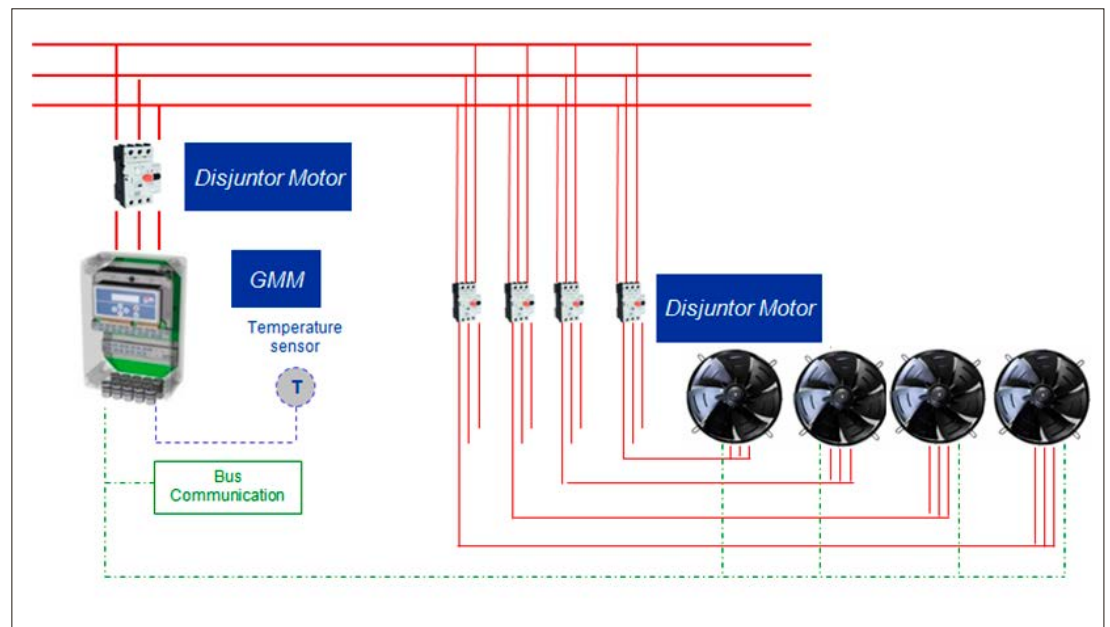 Disjuntor Motor
GMM
Temperature
sensor
T
Disjuntor Motor
Bus
Communication